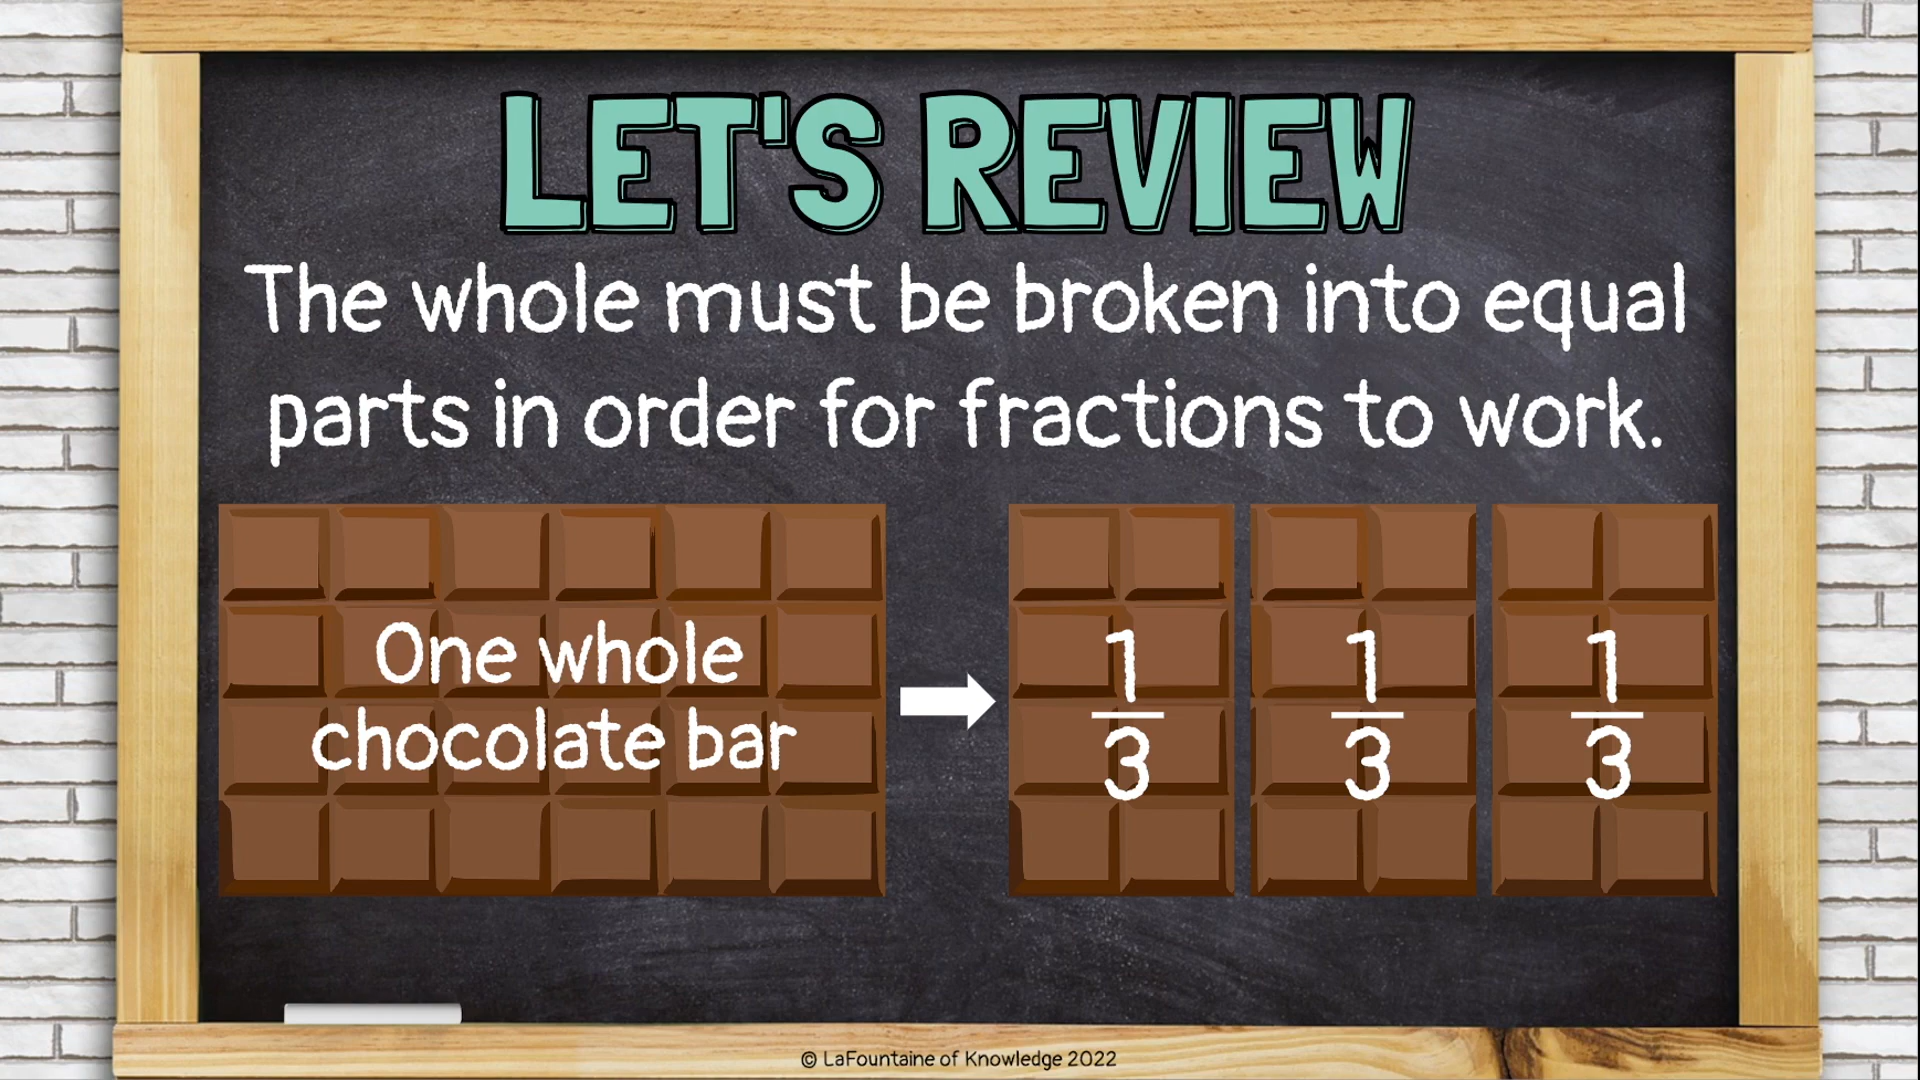 LET'S REVIEW
The whole must be broken into equal
parts in order for fractions to work.
One whole
chocolate bar
1
3
1
3
1
3
© LaFountaine of Knowledge 2022